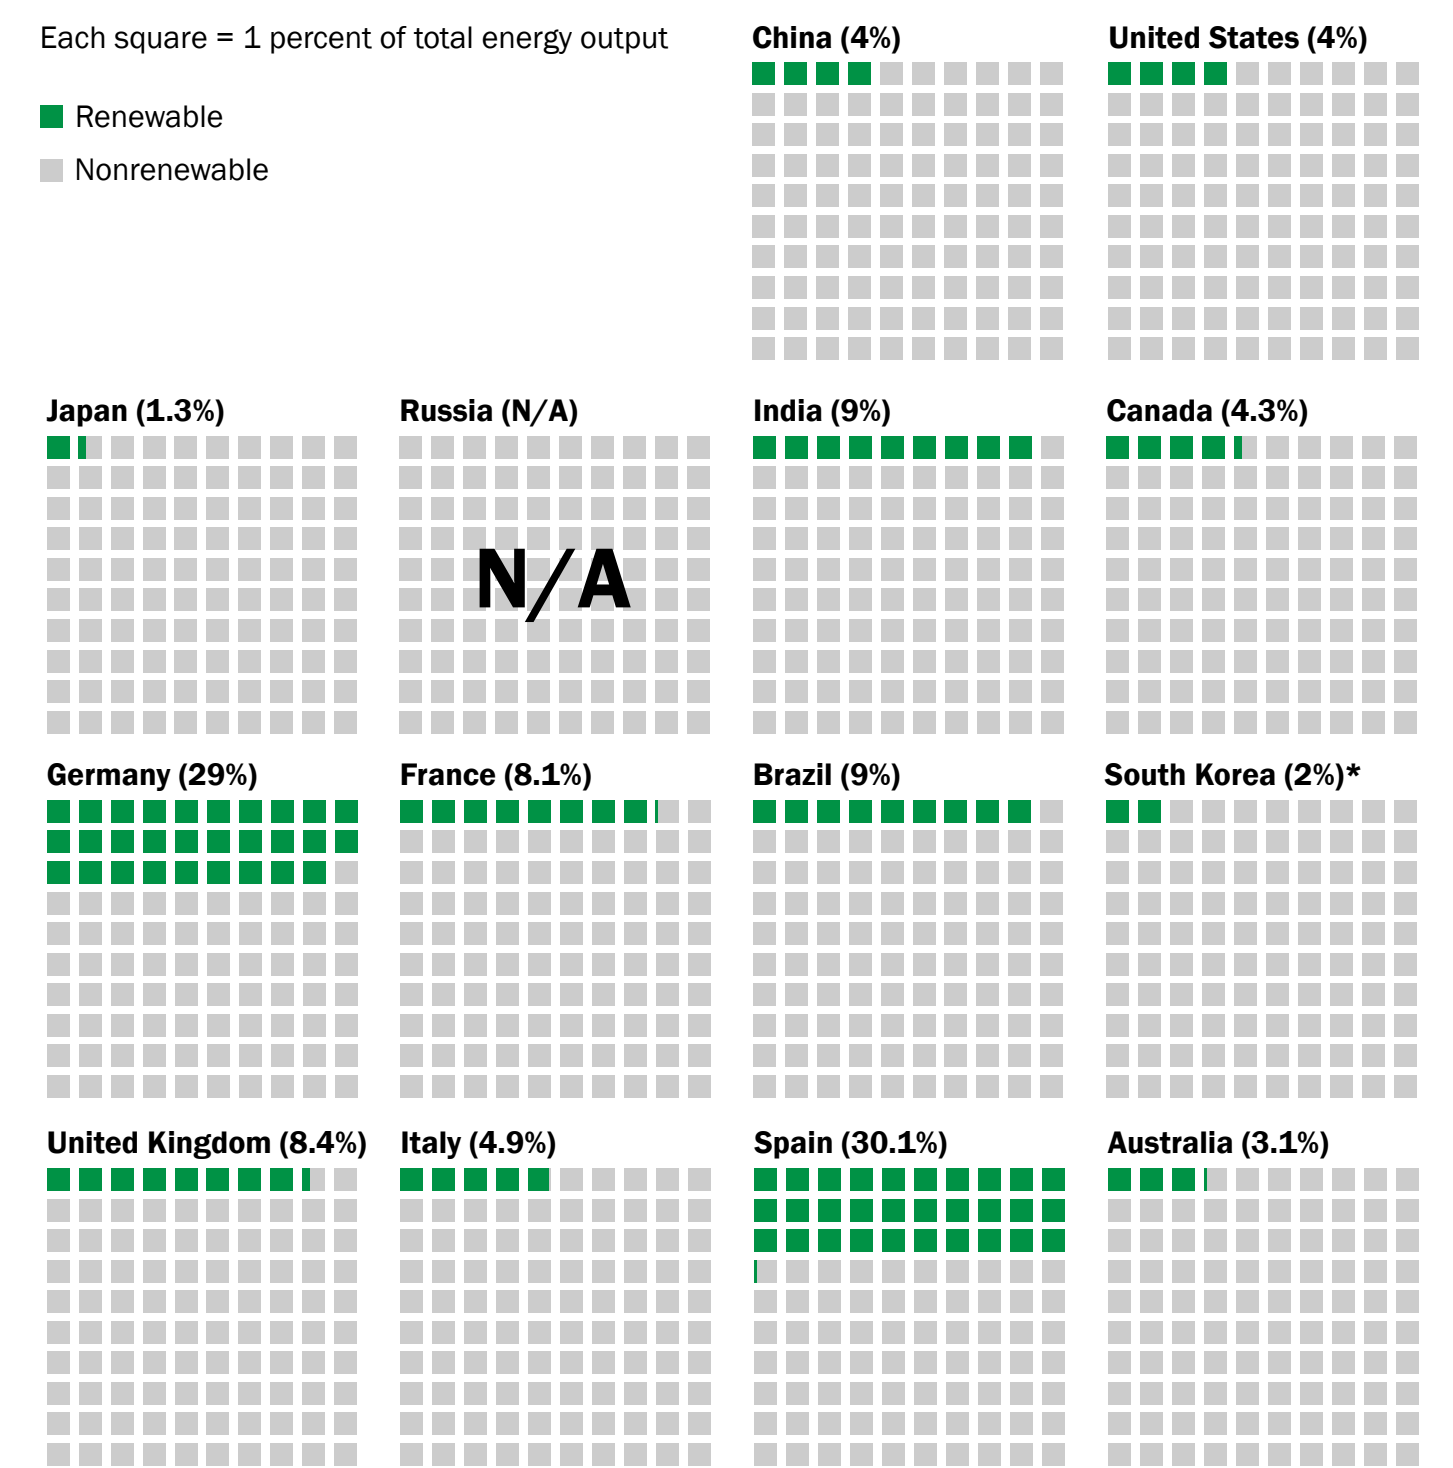 Each square = 1 percent of total energy output
Renewable
Nonrenewable
China (4%)
United States (4%)
Japan (1.3%)
Russia (N/A)
N/A
India (9%)
Canada (4.3%)
Germany (29%)
France (8.1%)
Brazil (9%)
South Korea (2%)*
United Kingdom (8.4%)
Italy (4.9%)
Spain (30.1%)
Australia (3.1%)